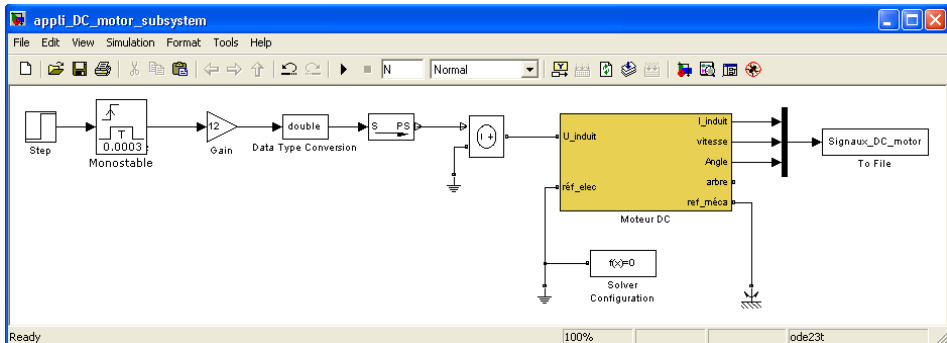 appli_DC_motor_subsystem
File Edit View Simulation Format Tools Help
N Normal
Step
T
0.0003
Monostable
12
Gain
double
Data Type Conversion
S PS
U_induit
réf_elec
I_induit
vitesse
Angle
arbre
ref_méca
Moteur DC
Signaux_DC_motor
To File
f(x)=0
Solver
Configuration
Ready 100% ode23t